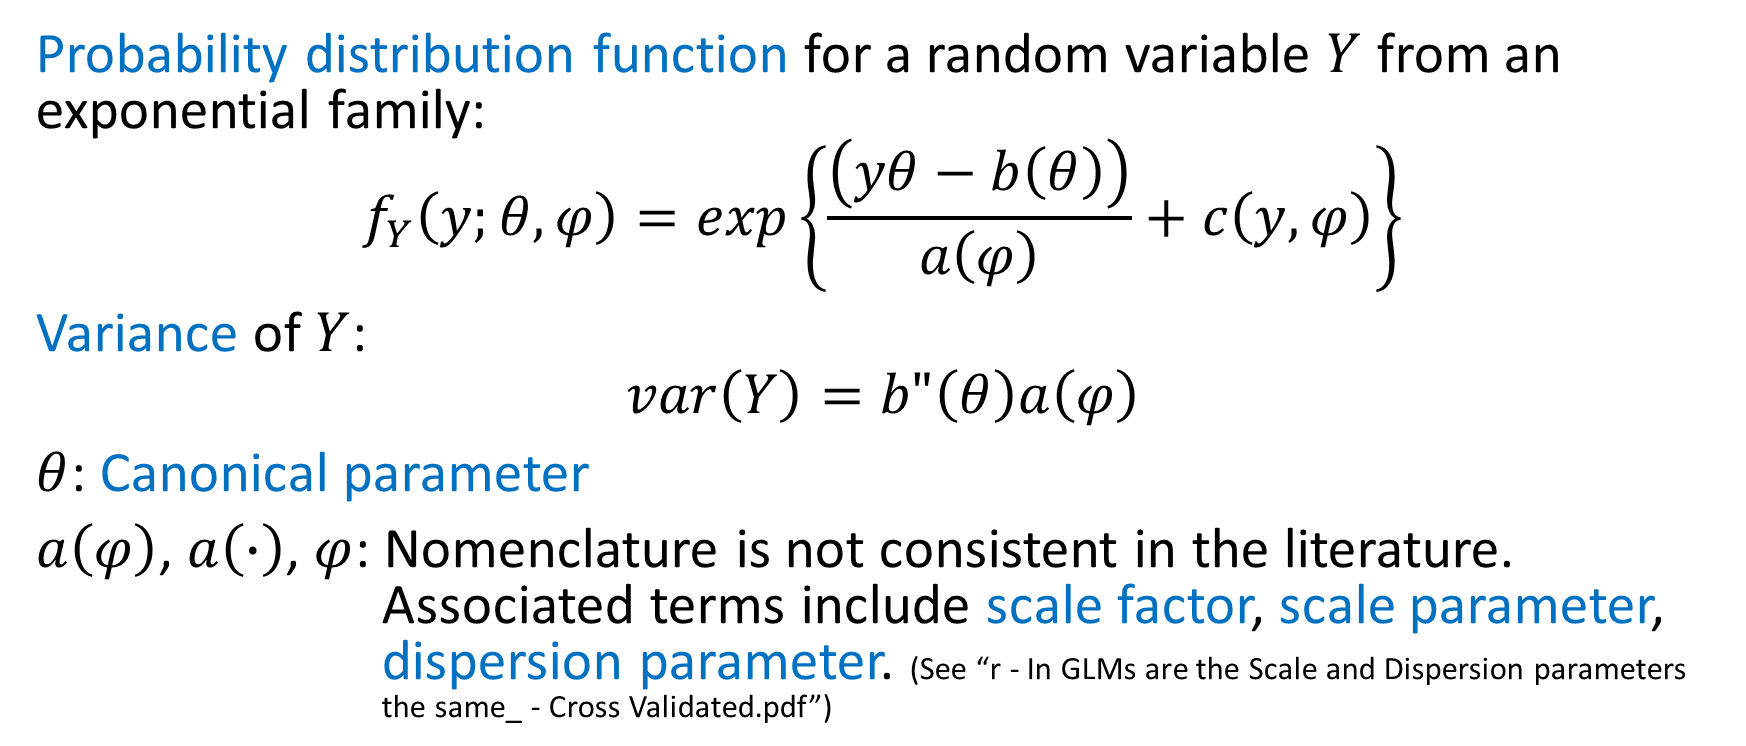 Probability distribution function for a random variable Y from an
exponential family:
f_Y(y; θ, φ) = exp{(yθ − b(θ))/a(φ) + c(y, φ)}
Variance of Y:
var(Y) = b"(θ)a(φ)
θ: Canonical parameter
a(φ), a(·), φ: Nomenclature is not consistent in the literature.
Associated terms include scale factor, scale parameter,
dispersion parameter. (See “r - In GLMs are the Scale and Dispersion parameters
the same_ - Cross Validated.pdf”)